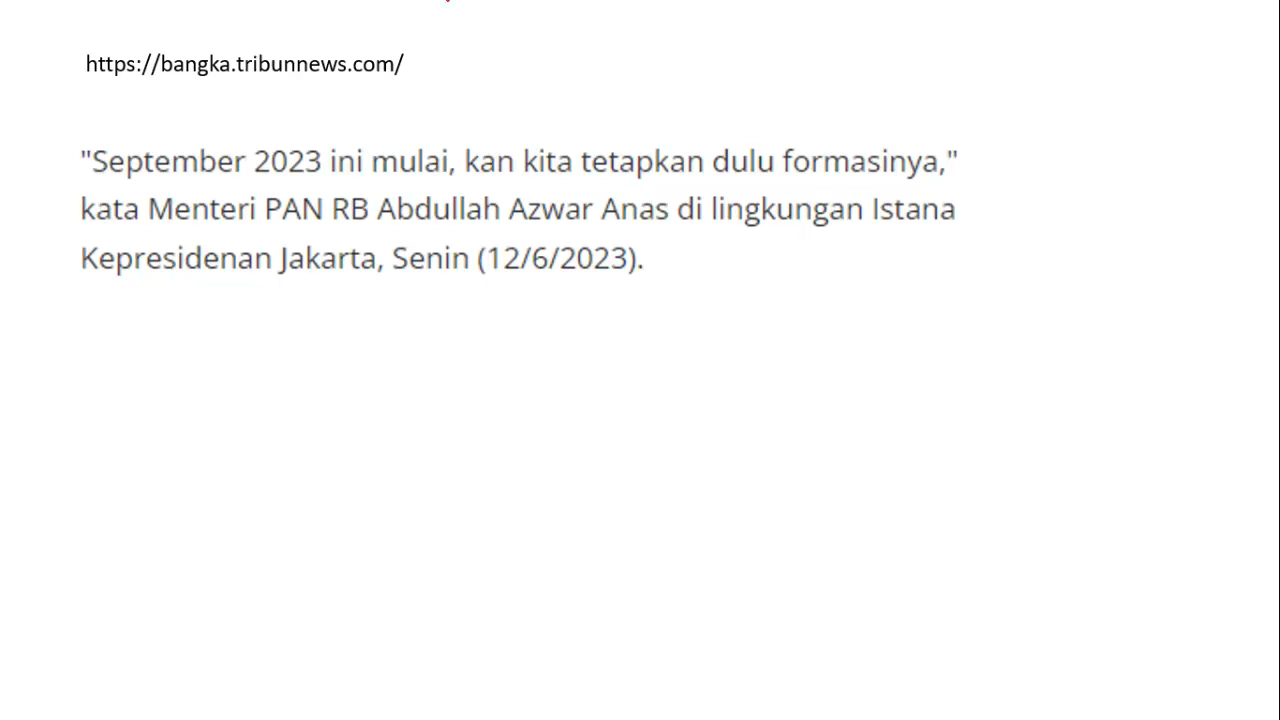 https://bangka.tribunnews.com/
"September 2023 ini mulai, kan kita tetapkan dulu formasinya,"
kata Menteri PAN RB Abdullah Azwar Anas di lingkungan Istana
Kepresidenan Jakarta, Senin (12/6/2023).